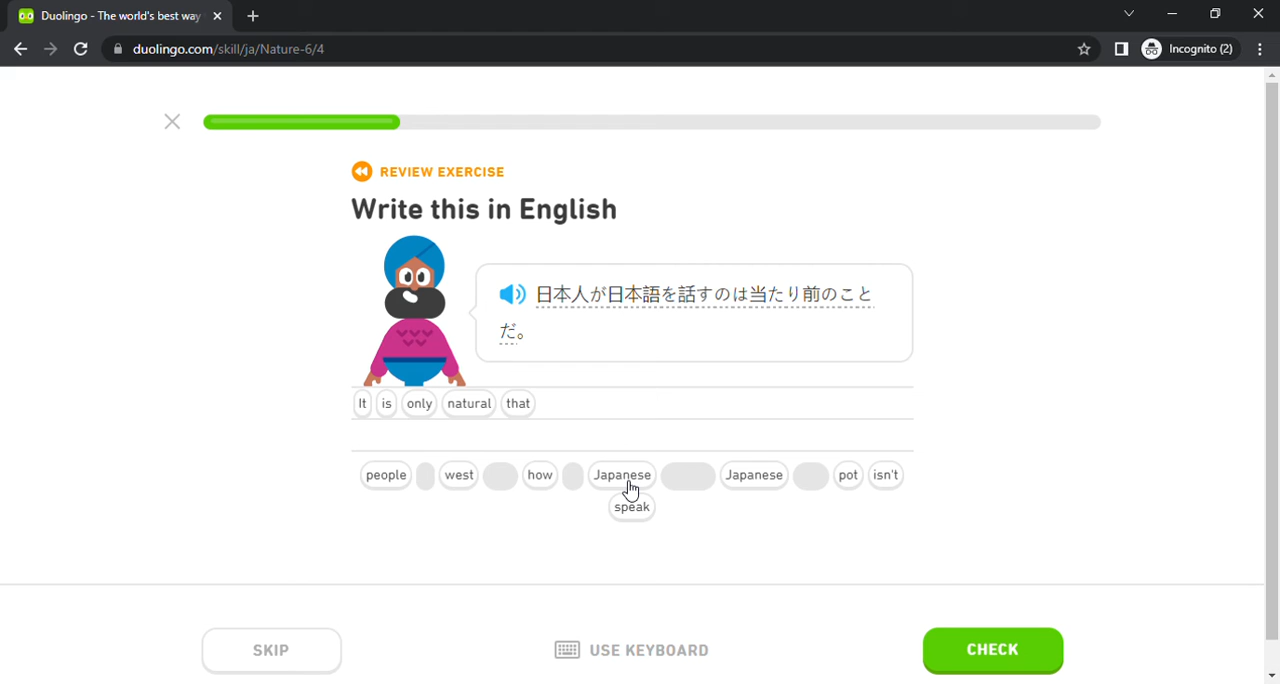 Duolingo - The world's best way
duolingo.com/skill/ja/Nature-6/4
Incognito (2)
REVIEW EXERCISE
Write this in English
日本人が日本語を話すのは当たり前のこと
だ。
It is only natural that
people west how Japanese Japanese pot isn't
speak
SKIP
USE KEYBOARD
CHECK